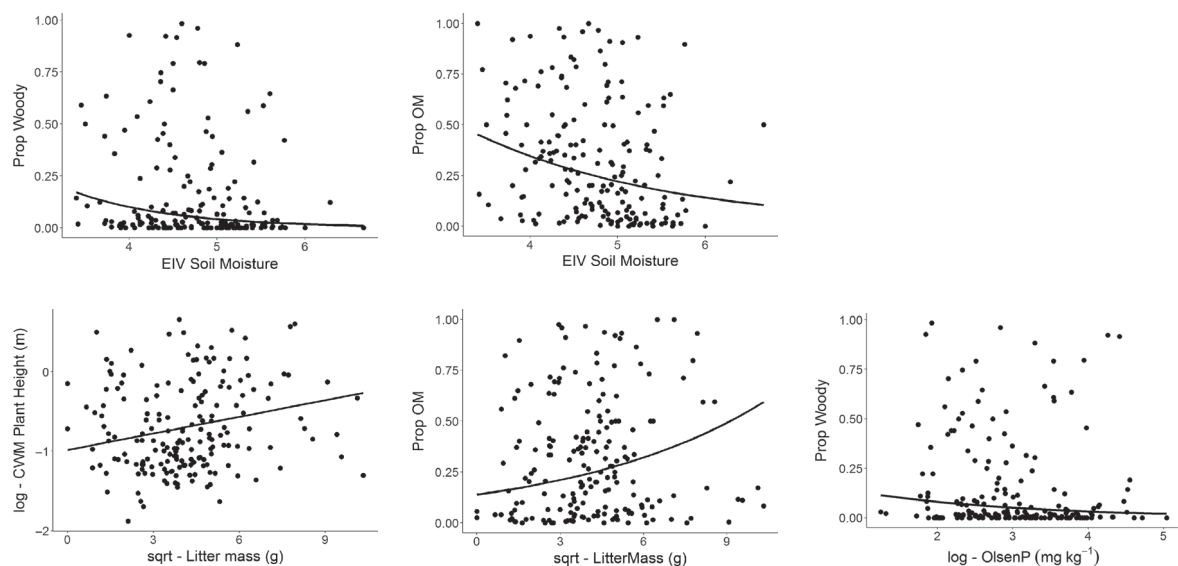 1.00
0.75
0.50
0.25
0.00
Prop Woody
4 5 6
EIV Soil Moisture
1.00
0.75
0.50
0.25
0.00
Prop OM
4 5 6
EIV Soil Moisture
0
−1
−2
log - CWM Plant Height (m)
0 3 6 9
sqrt - Litter mass (g)
1.00
0.75
0.50
0.25
0.00
Prop OM
0 3 6 9
sqrt - LitterMass (g)
1.00
0.75
0.50
0.25
0.00
Prop Woody
2 3 4 5
log - OlsenP (mg kg⁻¹)